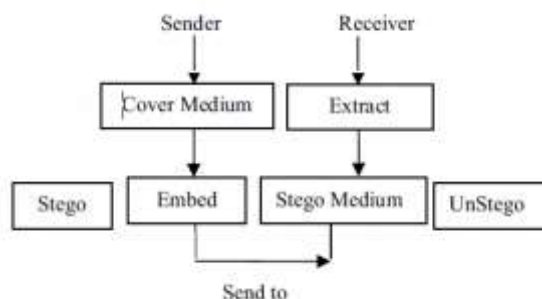 Sender Receiver
Cover Medium Extract
Stego Embed Stego Medium UnStego
Send to